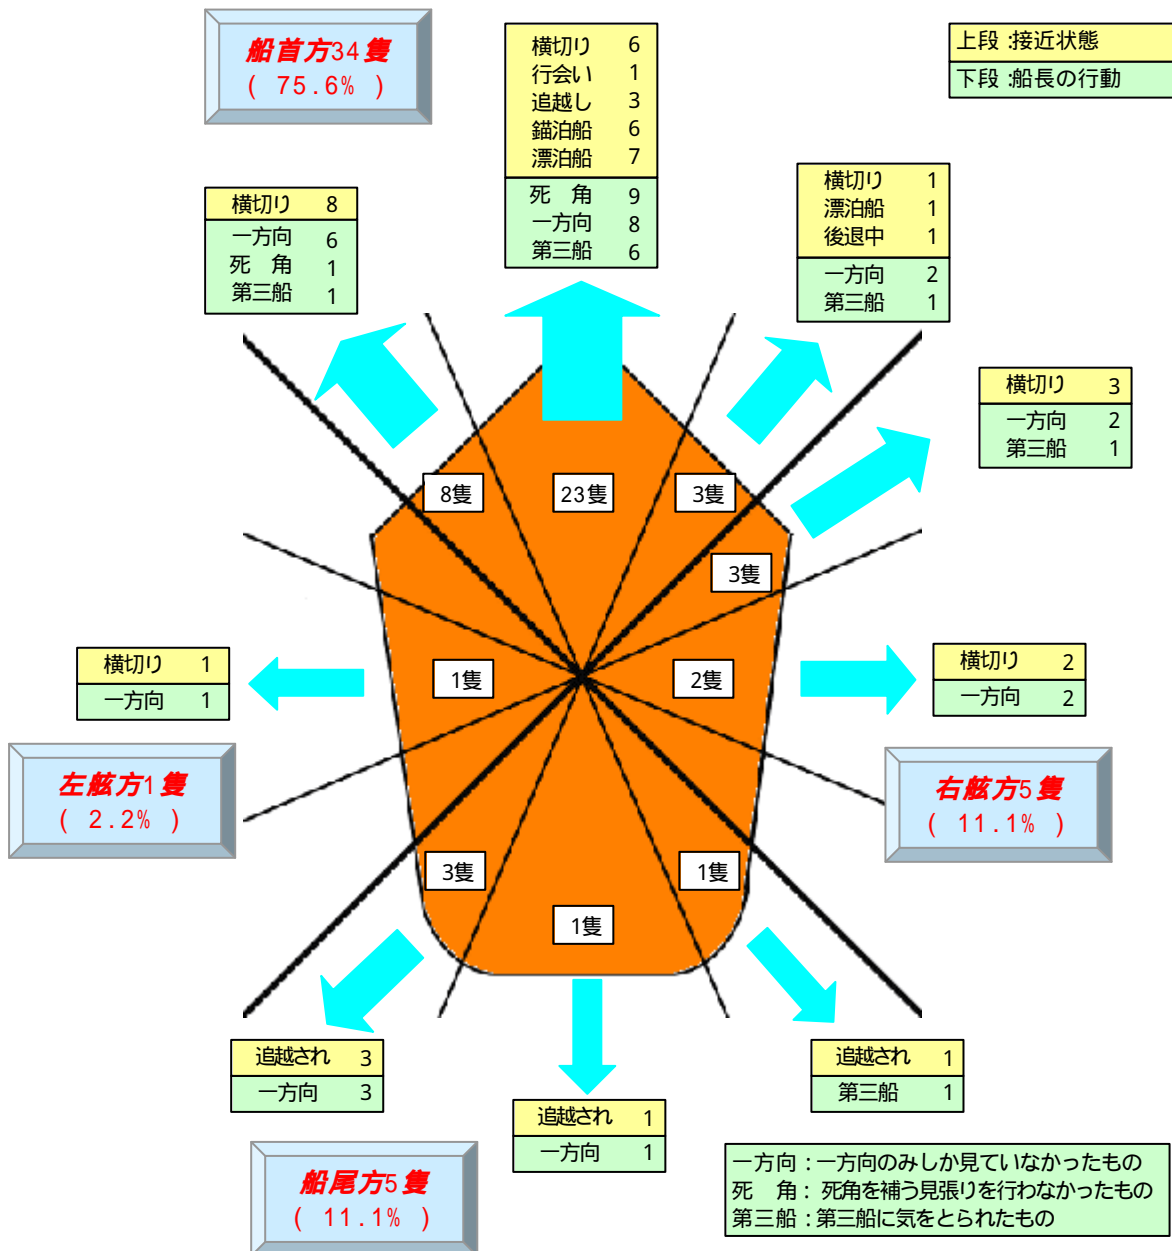 船首方34隻
( 75.6% )
横切り 6
行会い 1
追越し 3
錨泊船 6
漂泊船 7
死　角 9
一方向 8
第三船 6
上段 :接近状態
下段 :船長の行動
横切り 8
一方向 6
死　角 1
第三船 1
横切り 1
漂泊船 1
後退中 1
一方向 2
第三船 1
横切り 3
一方向 2
第三船 1
8隻
23隻
3隻
3隻
横切り 1
一方向 1
1隻
2隻
横切り 2
一方向 2
左舷方1隻
( 2.2% )
右舷方5隻
( 11.1% )
3隻
1隻
1隻
追越され 3
一方向 3
追越され 1
一方向 1
追越され 1
第三船 1
船尾方5隻
( 11.1% )
一方向 : 一方向のみしか見ていなかったもの
死　角 : 死角を補う見張りを行わなかったもの
第三船 : 第三船に気をとられたもの